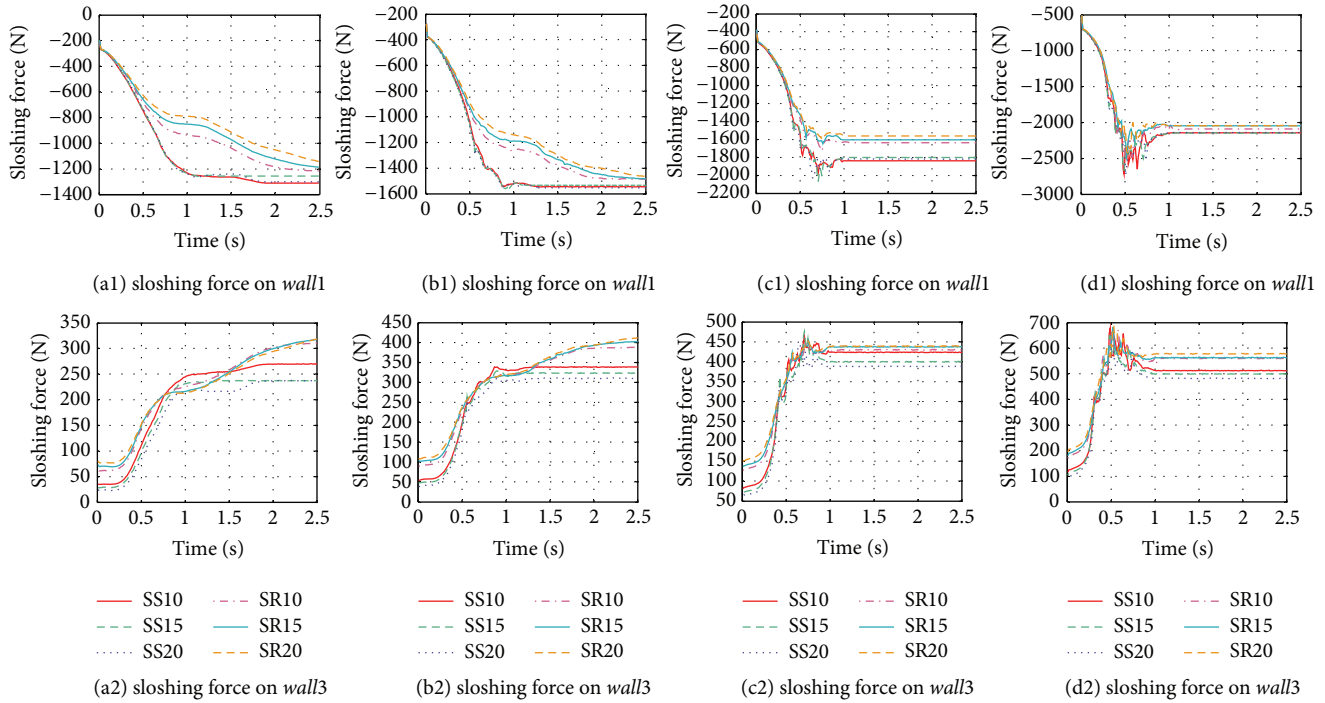 Sloshing force (N)
0
−200
−400
−600
−800
−1000
−1200
−1400
0 0.5 1 1.5 2 2.5
Time (s)
(a1) sloshing force on wall1
Sloshing force (N)
−200
−400
−600
−800
−1000
−1200
−1400
−1600
0 0.5 1 1.5 2 2.5
Time (s)
(b1) sloshing force on wall1
Sloshing force (N)
−200
−400
−600
−800
−1000
−1200
−1400
−1600
−1800
−2000
−2200
0 0.5 1 1.5 2 2.5
Time (s)
(c1) sloshing force on wall1
Sloshing force (N)
−500
−1000
−1500
−2000
−2500
−3000
0 0.5 1 1.5 2 2.5
Time (s)
(d1) sloshing force on wall1
Sloshing force (N)
350
300
250
200
150
100
50
0
0 0.5 1 1.5 2 2.5
Time (s)
SS10 SR10
SS15 SR15
SS20 SR20
(a2) sloshing force on wall3
Sloshing force (N)
450
400
350
300
250
200
150
100
50
0
0 0.5 1 1.5 2 2.5
Time (s)
SS10 SR10
SS15 SR15
SS20 SR20
(b2) sloshing force on wall3
Sloshing force (N)
500
450
400
350
300
250
200
150
100
50
0 0.5 1 1.5 2 2.5
Time (s)
SS10 SR10
SS15 SR15
SS20 SR20
(c2) sloshing force on wall3
Sloshing force (N)
700
600
500
400
300
200
100
0
0 0.5 1 1.5 2 2.5
Time (s)
SS10 SR10
SS15 SR15
SS20 SR20
(d2) sloshing force on wall3